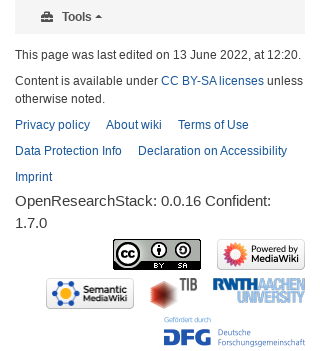 Tools
This page was last edited on 13 June 2022, at 12:20.
Content is available under CC BY-SA licenses unless
otherwise noted.
Privacy policy About wiki Terms of Use
Data Protection Info Declaration on Accessibility
Imprint
OpenResearchStack: 0.0.16 Confident:
1.7.0
cc BY SA
Powered by
MediaWiki
Semantic
MediaWiki
TIB
RWTHAACHEN
UNIVERSITY
Gefördert durch
DFG Deutsche
Forschungsgemeinschaft